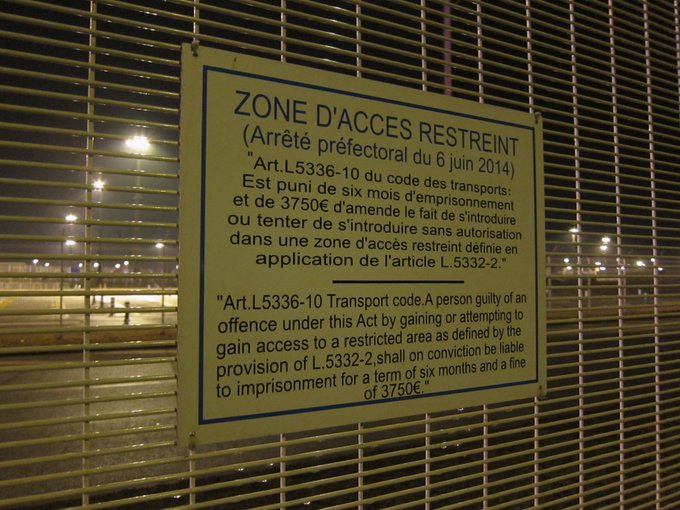 ZONE D'ACCES RESTREINT
(Arrêté préfectoral du 6 juin 2014)
"Art.L5336-10 du code des transports:
Est puni de six mois d'emprisonnement
et de 3750€ d'amende le fait de s'introduire
ou tenter de s'introduire sans autorisation
dans une zone d'accès restreint définie en
application de l'article L.5332-2."
"Art.L5336-10 Transport code.A person guilty of an
offence under this Act by gaining or attempting to
gain access to a restricted area as defined by the
provision of L.5332-2,shall on conviction be liable
to imprisonment for a term of six months and a fine
of 3750€."